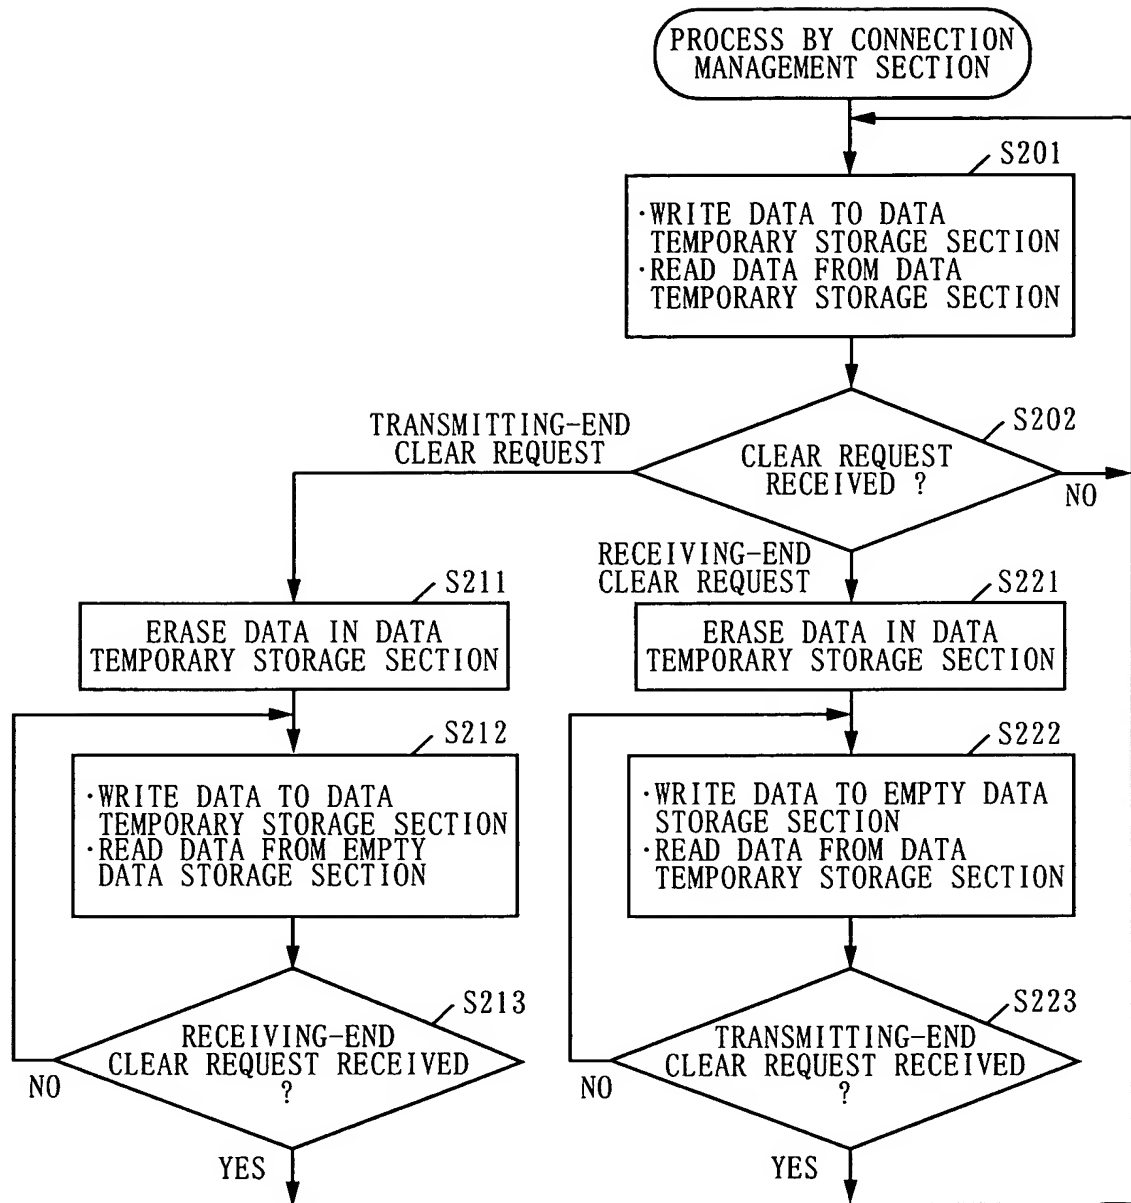 PROCESS BY CONNECTION
MANAGEMENT SECTION
S201
·WRITE DATA TO DATA
TEMPORARY STORAGE SECTION
·READ DATA FROM DATA
TEMPORARY STORAGE SECTION
S202
CLEAR REQUEST
RECEIVED ?
NO
TRANSMITTING-END
CLEAR REQUEST
RECEIVING-END
CLEAR REQUEST
S211
ERASE DATA IN DATA
TEMPORARY STORAGE SECTION
S212
·WRITE DATA TO DATA
TEMPORARY STORAGE SECTION
·READ DATA FROM EMPTY
DATA STORAGE SECTION
S213
RECEIVING-END
CLEAR REQUEST RECEIVED
?
NO
YES
S221
ERASE DATA IN DATA
TEMPORARY STORAGE SECTION
S222
·WRITE DATA TO EMPTY DATA
STORAGE SECTION
·READ DATA FROM DATA
TEMPORARY STORAGE SECTION
S223
TRANSMITTING-END
CLEAR REQUEST RECEIVED
?
NO
YES